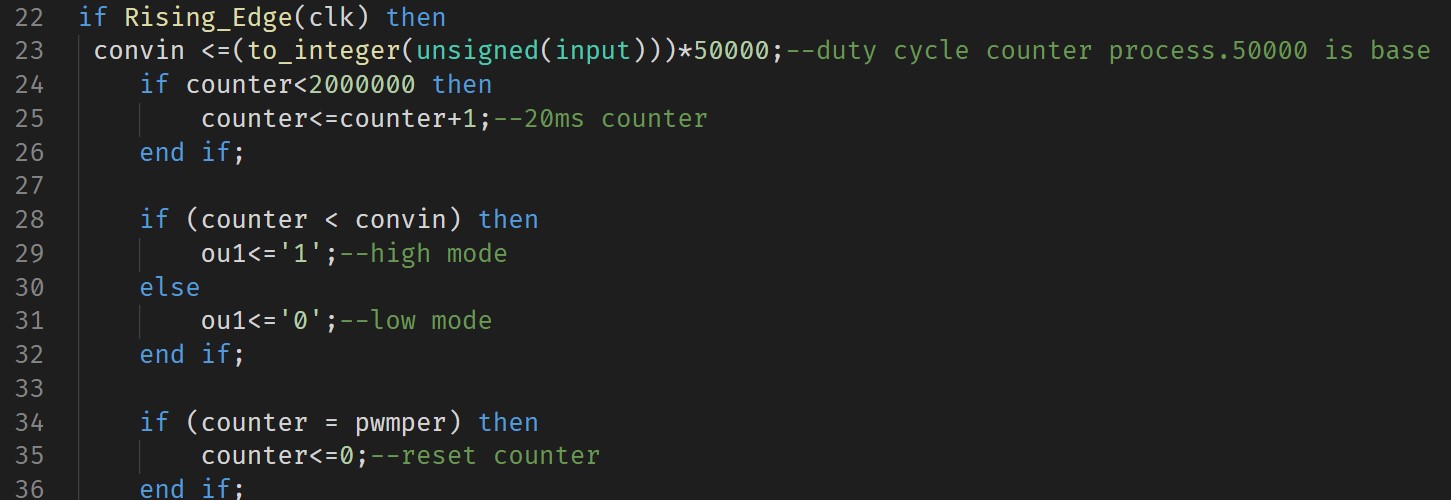 22 if Rising_Edge(clk) then
23 convin <=(to_integer(unsigned(input)))*50000;--duty cycle counter process.50000 is base
24 if counter<2000000 then
25 counter<=counter+1;--20ms counter
26 end if;
27
28 if (counter < convin) then
29 ou1<='1';--high mode
30 else
31 ou1<='0';--low mode
32 end if;
33
34 if (counter = pwmper) then
35 counter<=0;--reset counter
36 end if;